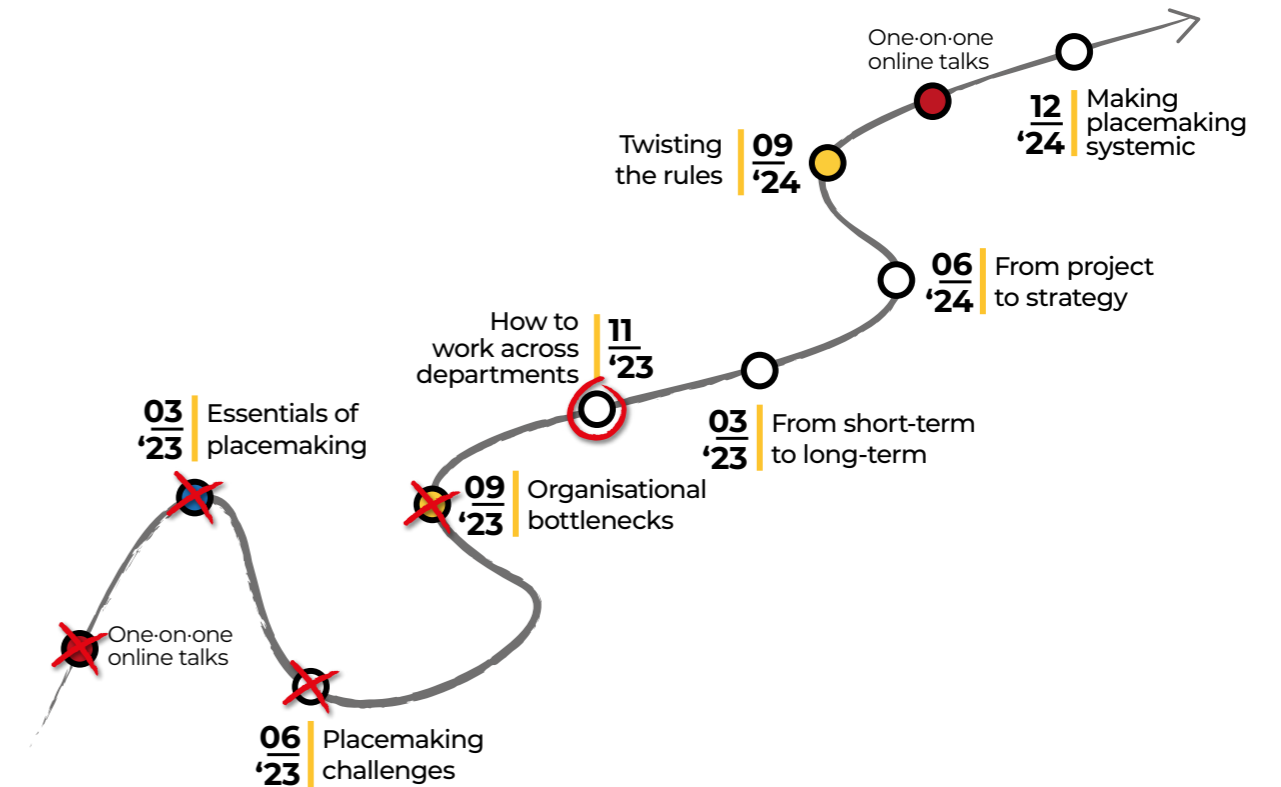 One·on·one
online talks
03
‘23
Essentials of
placemaking
06
‘23
Placemaking
challenges
09
‘23
Organisational
bottlenecks
How to
work across
departments
11
‘23
03
‘23
From short-term
to long-term
06
‘24
From project
to strategy
Twisting
the rules
09
‘24
One·on·one
online talks
12
‘24
Making
placemaking
systemic